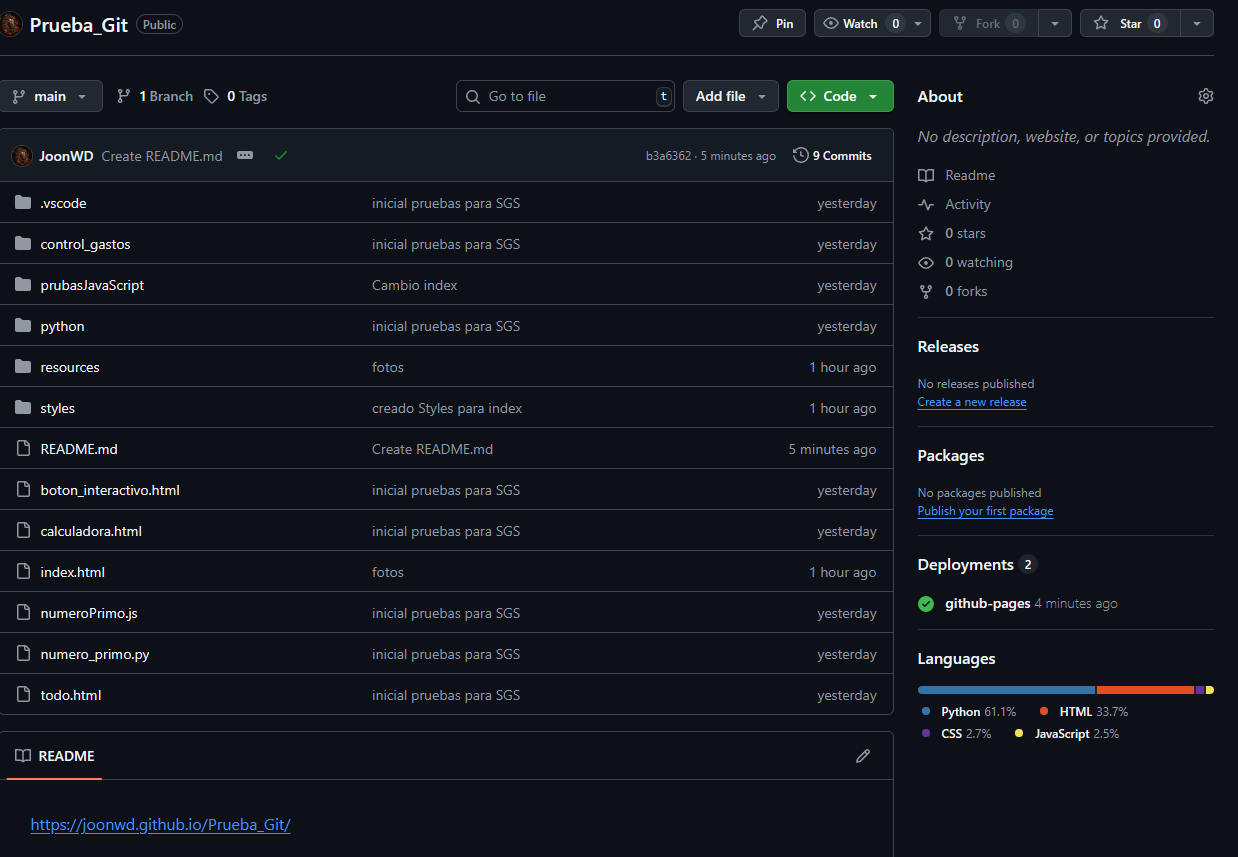 Prueba_Git Public Pin Watch 0 Fork 0 Star 0
main 1 Branch 0 Tags Go to file t Add file Code
JoonWD Create README.md b3a6362 · 5 minutes ago 9 Commits
.vscode inicial pruebas para SGS yesterday
control_gastos inicial pruebas para SGS yesterday
prubasJavaScript Cambio index yesterday
python inicial pruebas para SGS yesterday
resources fotos 1 hour ago
styles creado Styles para index 1 hour ago
README.md Create README.md 5 minutes ago
boton_interactivo.html inicial pruebas para SGS yesterday
calculadora.html inicial pruebas para SGS yesterday
index.html fotos 1 hour ago
numeroPrimo.js inicial pruebas para SGS yesterday
numero_primo.py inicial pruebas para SGS yesterday
todo.html inicial pruebas para SGS yesterday
README
https://joonwd.github.io/Prueba_Git/
About
No description, website, or topics provided.
Readme
Activity
0 stars
0 watching
0 forks
Releases
No releases published
Create a new release
Packages
No packages published
Publish your first package
Deployments 2
github-pages 4 minutes ago
Languages
Python 61.1% HTML 33.7%
CSS 2.7% JavaScript 2.5%